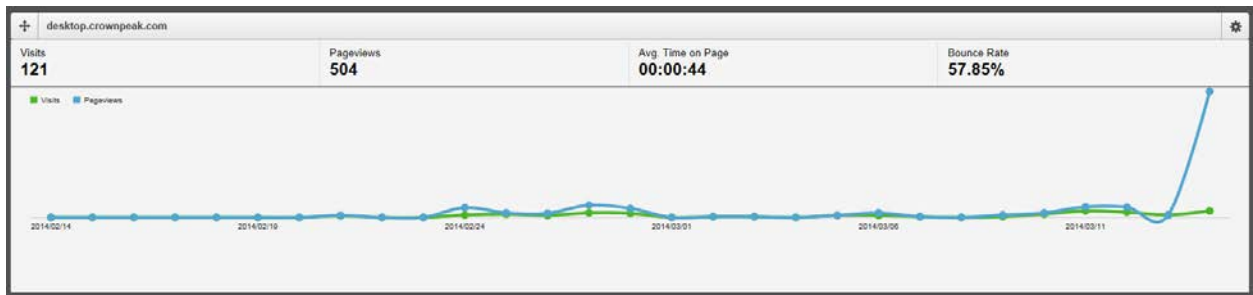 desktop.crownpeak.com
Visits Pageviews Avg. Time on Page Bounce Rate
121 504 00:00:44 57.85%
Visits Pageviews
2014/02/14 2014/02/19 2014/02/24 2014/03/01 2014/03/06 2014/03/11